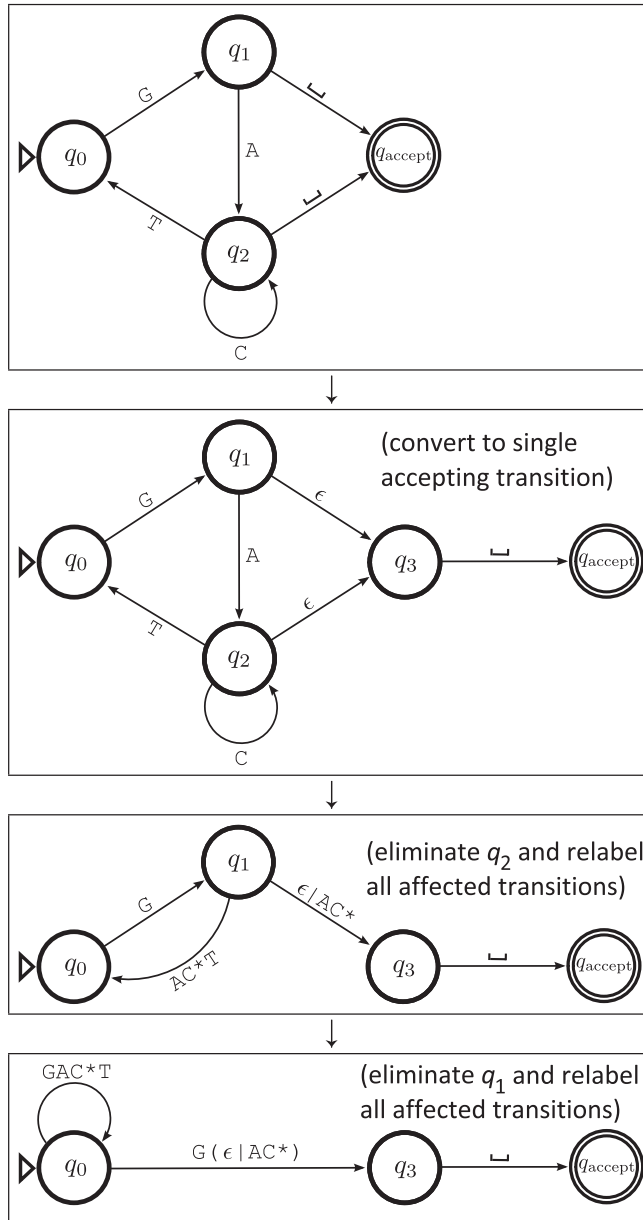 q1
G
␣
q0
A
qaccept
T
␣
q2
C
↓
(convert to single
accepting transition)
q1
G
ϵ
q0
A
q3
␣
qaccept
T
ϵ
q2
C
↓
(eliminate q2 and relabel
all affected transitions)
q1
G
ϵ|AC*
q0
AC*T
q3
␣
qaccept
↓
GAC*T
(eliminate q1 and relabel
all affected transitions)
q0
G(ϵ|AC*)
q3
␣
qaccept